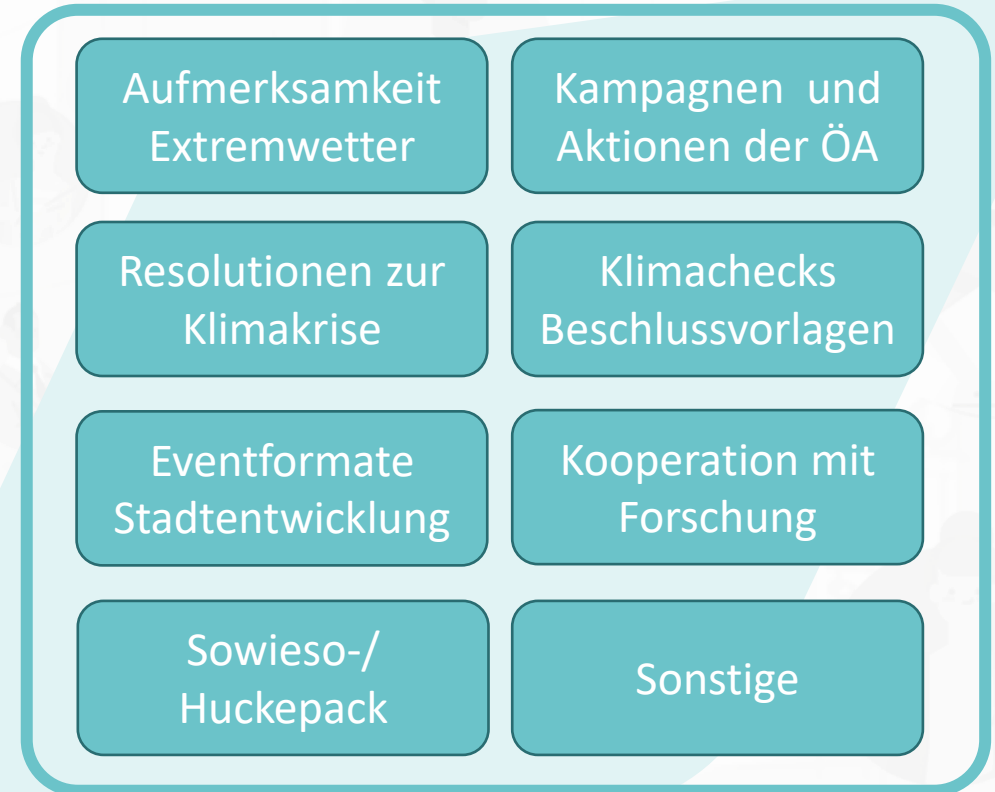 Aufmerksamkeit
Extremwetter
Kampagnen und
Aktionen der ÖA
Resolutionen zur
Klimakrise
Klimachecks
Beschlussvorlagen
Eventformate
Stadtentwicklung
Kooperation mit
Forschung
Sowieso-/
Huckepack
Sonstige